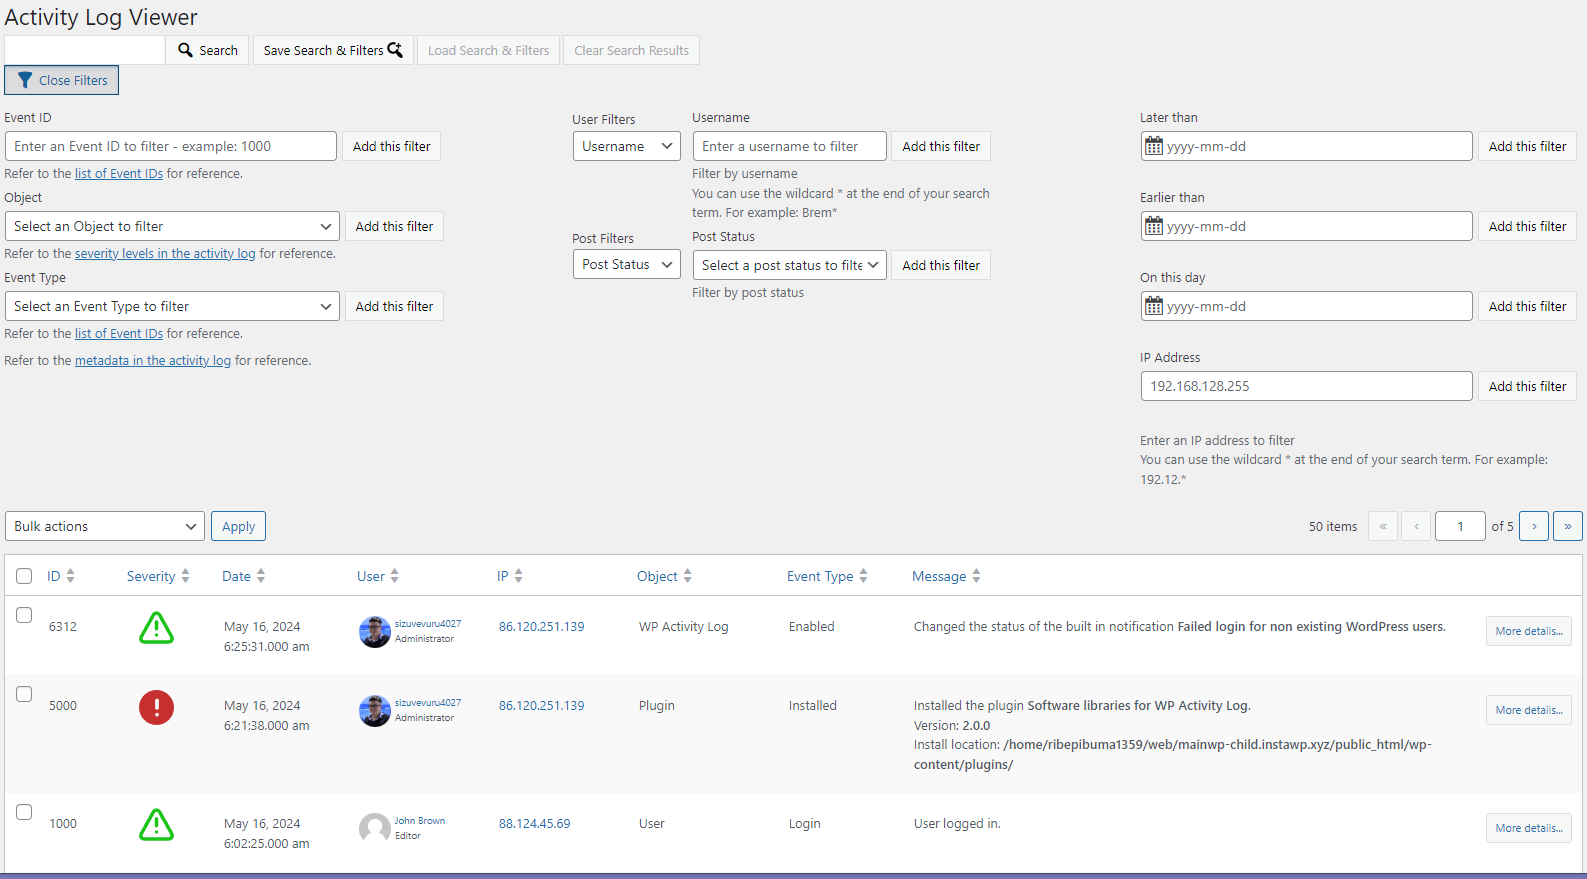 Activity Log Viewer
Search
Save Search & Filters
Load Search & Filters
Clear Search Results
Close Filters
Event ID
Enter an Event ID to filter - example: 1000
Add this filter
Refer to the list of Event IDs for reference.
Object
Select an Object to filter
Add this filter
Refer to the severity levels in the activity log for reference.
Event Type
Select an Event Type to filter
Add this filter
Refer to the list of Event IDs for reference.
Refer to the metadata in the activity log for reference.
User Filters
Username
Username
Enter a username to filter
Add this filter
Filter by username
You can use the wildcard * at the end of your search
term. For example: Brem*
Post Filters
Post Status
Post Status
Select a post status to filte
Add this filter
Filter by post status
Later than
yyyy-mm-dd
Add this filter
Earlier than
yyyy-mm-dd
Add this filter
On this day
yyyy-mm-dd
Add this filter
IP Address
192.168.128.255
Add this filter
Enter an IP address to filter
You can use the wildcard * at the end of your search term. For example:
192.12.*
Bulk actions
Apply
50 items
«
‹
1
of 5
›
»
ID
Severity
Date
User
IP
Object
Event Type
Message
6312
May 16, 2024
6:25:31.000 am
sizuvevuru4027
Administrator
86.120.251.139
WP Activity Log
Enabled
Changed the status of the built in notification Failed login for non existing WordPress users.
More details...
5000
May 16, 2024
6:21:38.000 am
sizuvevuru4027
Administrator
86.120.251.139
Plugin
Installed
Installed the plugin Software libraries for WP Activity Log.
Version: 2.0.0
Install location: /home/ribepibuma1359/web/mainwp-child.instawp.xyz/public_html/wp-
content/plugins/
More details...
1000
May 16, 2024
6:02:25.000 am
John Brown
Editor
88.124.45.69
User
Login
User logged in.
More details...